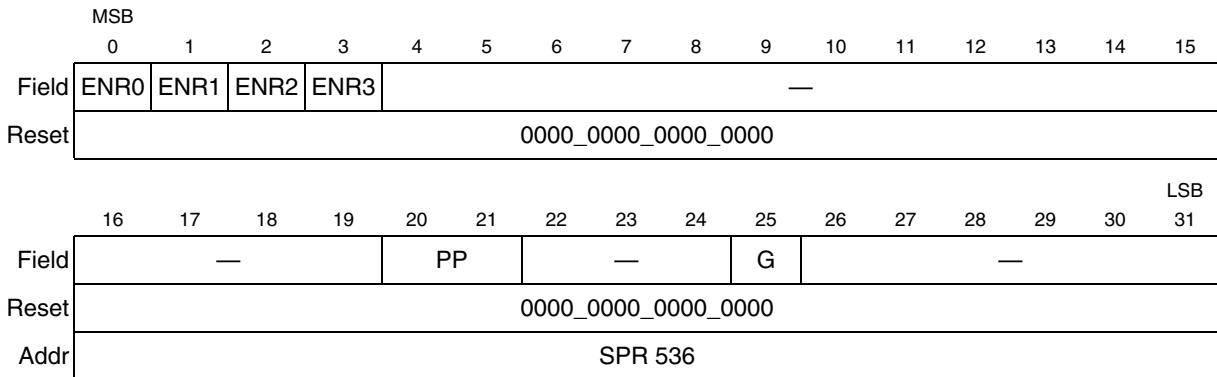 MSB
0 1 2 3 4 5 6 7 8 9 10 11 12 13 14 15
Field ENR0 ENR1 ENR2 ENR3 —
Reset 0000_0000_0000_0000
LSB
16 17 18 19 20 21 22 23 24 25 26 27 28 29 30 31
Field — PP — G —
Reset 0000_0000_0000_0000
Addr SPR 536